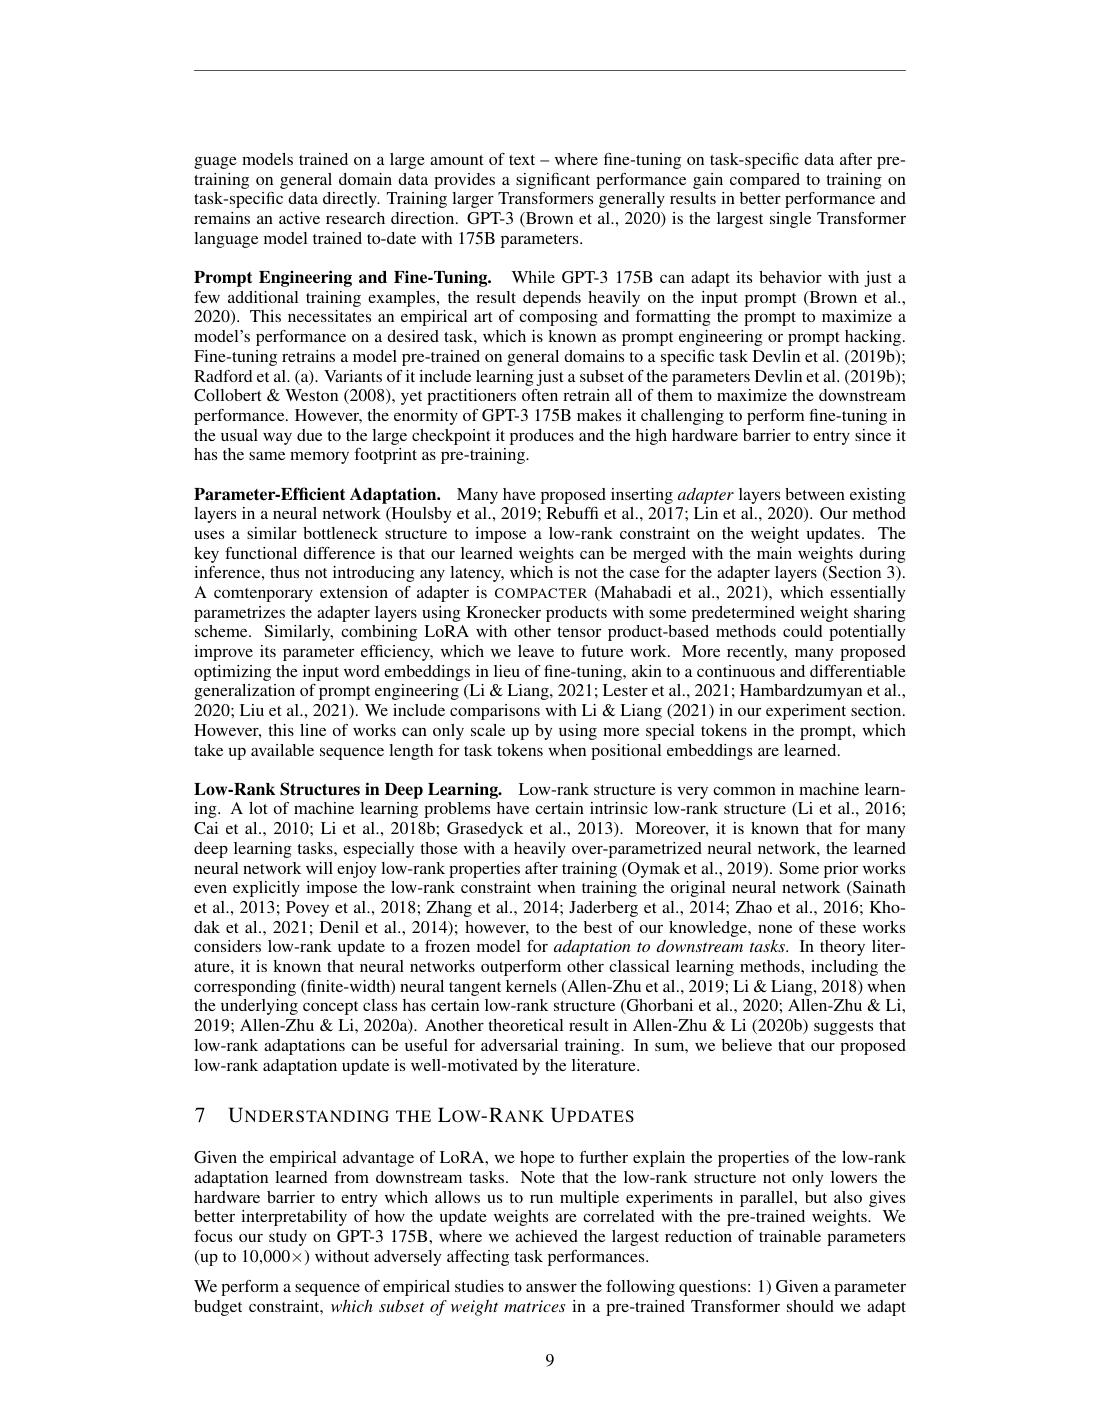 guage models trained on a large amount of text – where fine-tuning on task-specific data after pre-
training on general domain data provides a significant performance gain compared to training on
task-specific data directly. Training larger Transformers generally results in better performance and
remains an active research direction. GPT-3 (Brown et al., 2020) is the largest single Transformer
language model trained to-date with 175B parameters.
Prompt Engineering and Fine-Tuning. While GPT-3 175B can adapt its behavior with just a
few additional training examples, the result depends heavily on the input prompt (Brown et al.,
2020). This necessitates an empirical art of composing and formatting the prompt to maximize a
model's performance on a desired task, which is known as prompt engineering or prompt hacking.
Fine-tuning retrains a model pre-trained on general domains to a specific task Devlin et al. (2019b);
Radford et al. (a). Variants of it include learning just a subset of the parameters Devlin et al. (2019b);
Collobert & Weston (2008), yet practitioners often retrain all of them to maximize the downstream
performance. However, the enormity of GPT-3 175B makes it challenging to perform fine-tuning in
the usual way due to the large checkpoint it produces and the high hardware barrier to entry since it
has the same memory footprint as pre-training.
Parameter-Efficient Adaptation. Many have proposed inserting adapter layers between existing
layers in a neural network (Houlsby et al., 2019; Rebuffi et al., 2017; Lin et al., 2020). Our method
uses a similar bottleneck structure to impose a low-rank constraint on the weight updates. The
key functional difference is that our learned weights can be merged with the main weights during
inference, thus not introducing any latency, which is not the case for the adapter layers (Section 3).
A comtenporary extension of adapter is COMPACTER (Mahabadi et al., 2021), which essentially
parametrizes the adapter layers using Kronecker products with some predetermined weight sharing
scheme. Similarly, combining LoRA with other tensor product-based methods could potentially
improve its parameter efficiency, which we leave to future work. More recently, many proposed
optimizing the input word embeddings in lieu of fine-tuning, akin to a continuous and differentiable
generalization of prompt engineering (Li & Liang, 2021; Lester et al., 2021; Hambardzumyan et al.,
2020; Liu et al., 2021). We include comparisons with Li & Liang (2021) in our experiment section.
However, this line of works can only scale up by using more special tokens in the prompt, which
take up available sequence length for task tokens when positional embeddings are learned.
Low-Rank Structures in Deep Learning. Low-rank structure is very common in machine learn-
ing. A lot of machine learning problems have certain intrinsic low-rank structure (Li et al., 2016;
Cai et al., 2010; Li et al., 2018b; Grasedyck et al., 2013). Moreover, it is known that for many
deep learning tasks, especially those with a heavily over-parametrized neural network, the learned
neural network will enjoy low-rank properties after training (Oymak et al., 2019). Some prior works
even explicitly impose the low-rank constraint when training the original neural network (Sainath
et al., 2013; Povey et al., 2018; Zhang et al., 2014; Jaderberg et al., 2014; Zhao et al., 2016; Kho-
dak et al., 2021; Denil et al., 2014); however, to the best of our knowledge, none of these works
considers low-rank update to a frozen model for adaptation to downstream tasks. In theory liter-
ature, it is known that neural networks outperform other classical learning methods, including the
corresponding (finite-width) neural tangent kernels (Allen-Zhu et al., 2019; Li & Liang, 2018) when
the underlying concept class has certain low-rank structure (Ghorbani et al., 2020; Allen-Zhu & Li,
2019; Allen-Zhu & Li, 2020a). Another theoretical result in Allen-Zhu & Li (2020b) suggests that
low-rank adaptations can be useful for adversarial training. In sum, we believe that our proposed
low-rank adaptation update is well-motivated by the literature.
7 UNDERSTANDING THE LOW-RANK UPDATES
Given the empirical advantage of LoRA, we hope to further explain the properties of the low-rank
adaptation learned from downstream tasks. Note that the low-rank structure not only lowers the
hardware barrier to entry which allows us to run multiple experiments in parallel, but also gives
better interpretability of how the update weights are correlated with the pre-trained weights. We
focus our study on GPT-3 175B, where we achieved the largest reduction of trainable parameters
(up to 10,000×) without adversely affecting task performances.
We perform a sequence of empirical studies to answer the following questions: 1) Given a parameter
budget constraint, which subset of weight matrices in a pre-trained Transformer should we adapt
9